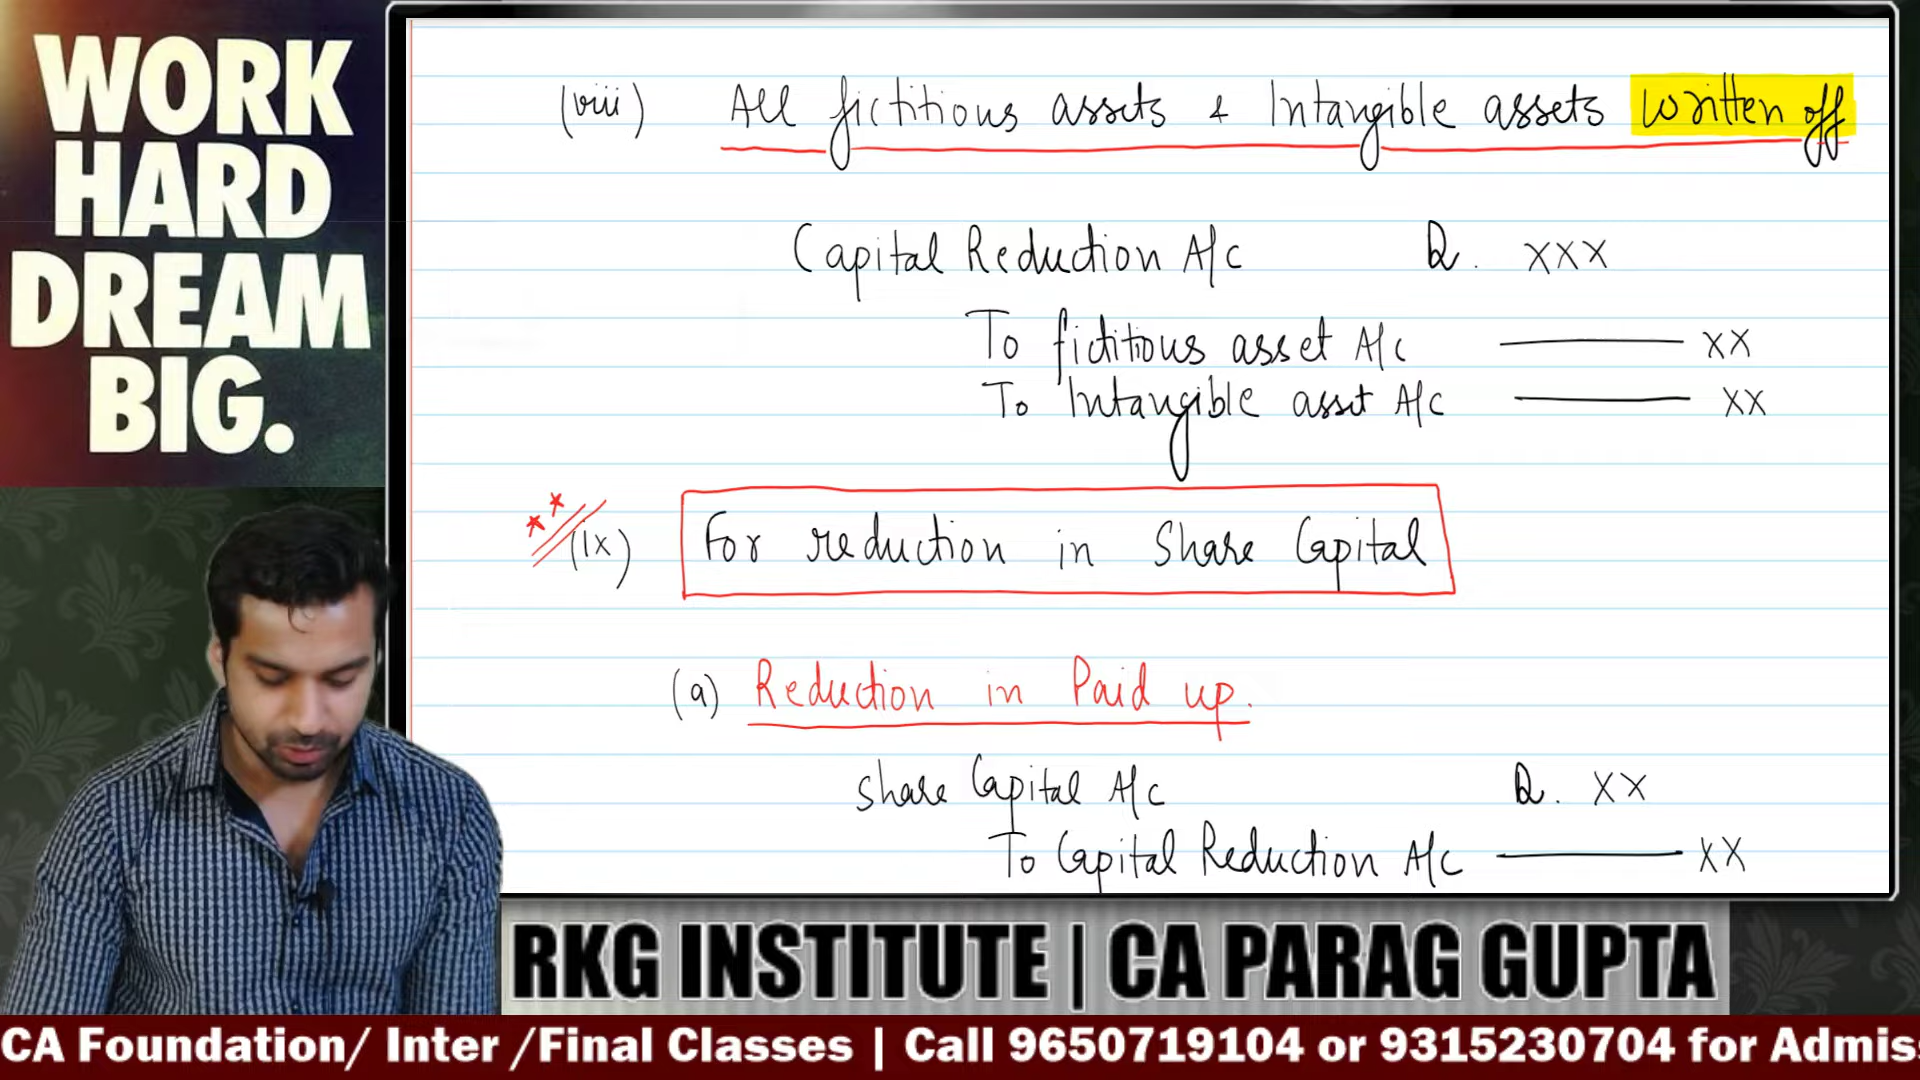 WORK
HARD
DREAM
BIG.
(viii) All fictitious assets & Intangible assets written off
Capital Reduction A/c Dr. xxx
To fictitious asset A/c xx
To Intangible asset A/c xx
(ix) For reduction in Share Capital
(a) Reduction in Paid up.
share Capital A/c Dr. xx
To Capital Reduction A/c xx
RKG INSTITUTE | CA PARAG GUPTA
CA Foundation/ Inter /Final Classes | Call 9650719104 or 9315230704 for Admiss